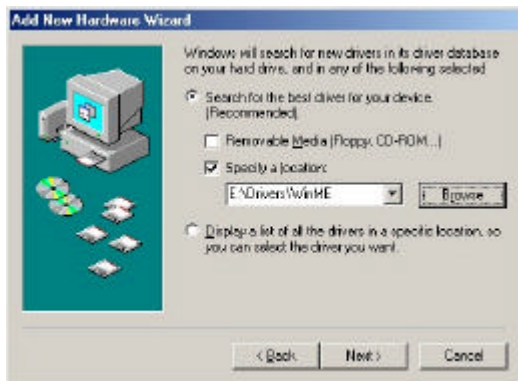 Add New Hardware Wizard
Windows will search for new drivers in its driver database
on your hard drive, and in any of the following selected
Search for the best driver for your device.
(Recommended).
Removable Media (Floppy, CD-ROM...)
Specify a location:
E:\Drivers\WinME
Browse
Display a list of all the drivers in a specific location, so
you can select the driver you want.
< Back
Next >
Cancel